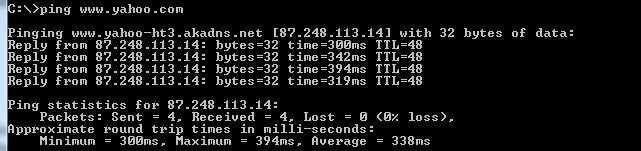 C:\>ping www.yahoo.com
Pinging www.yahoo-ht3.akadns.net [87.248.113.14] with 32 bytes of data:
Reply from 87.248.113.14: bytes=32 time=300ms TTL=48
Reply from 87.248.113.14: bytes=32 time=342ms TTL=48
Reply from 87.248.113.14: bytes=32 time=394ms TTL=48
Reply from 87.248.113.14: bytes=32 time=319ms TTL=48
Ping statistics for 87.248.113.14:
Packets: Sent = 4, Received = 4, Lost = 0 (0% loss),
Approximate round trip times in milli-seconds:
Minimum = 300ms, Maximum = 394ms, Average = 338ms